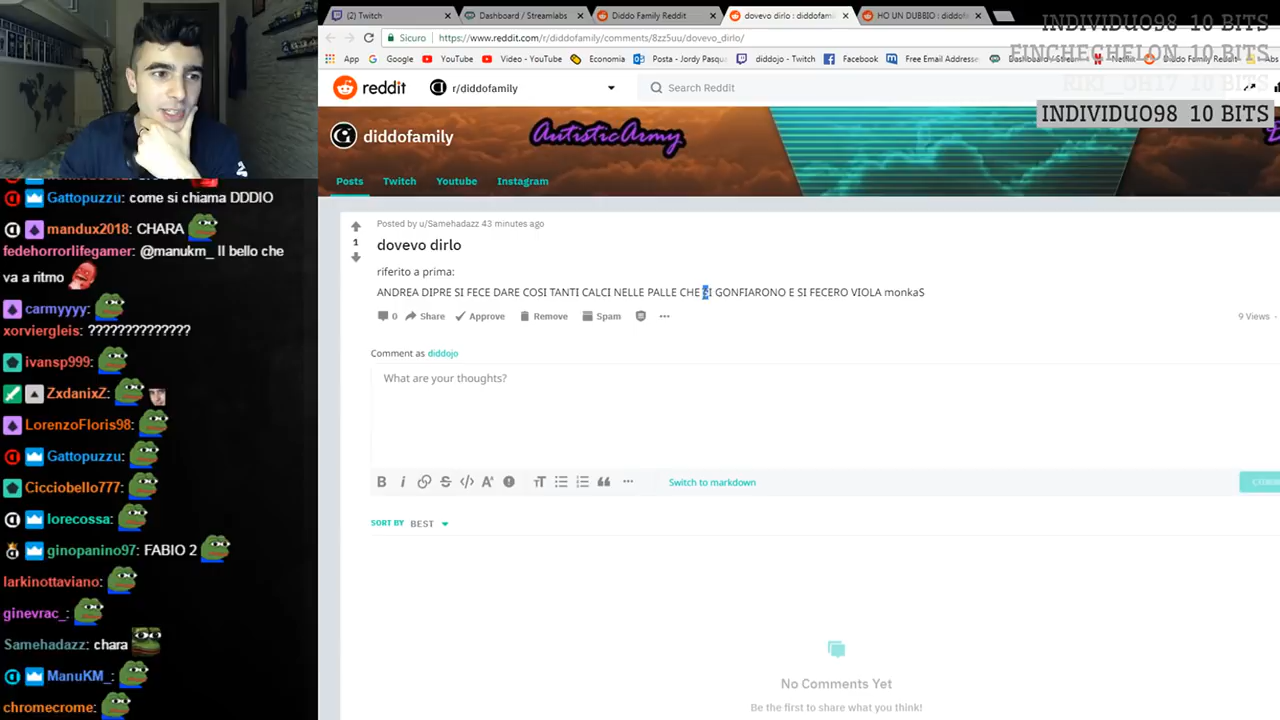 (2) Twitch
Dashboard / Streamlabs
Diddo Family Reddit
dovevo dirlo : diddofami
HO UN DUBBIO : diddof
Sicuro
https://www.reddit.com/r/diddofamily/comments/8zz5uu/dovevo_dirlo/
App
Google
YouTube
Video - YouTube
Economia
Posta - Jordy Pasqua
diddojo - Twitch
Facebook
Free Email Addresse
INDIVIDUO98 10 BITS
FINCHECHELON 10 BITS
RIKI_OH17 10 BITS
INDIVIDUO98 10 BITS
reddit
r/diddofamily
Search Reddit
diddofamily
AutisticArmy
Posts
Twitch
Youtube
Instagram
Posted by u/Samehadazz 43 minutes ago
1
dovevo dirlo
riferito a prima:
ANDREA DIPRE SI FECE DARE COSI TANTI CALCI NELLE PALLE CHE SI GONFIARONO E SI FECERO VIOLA monkaS
0 Share Approve Remove Spam
9 Views
Comment as diddojo
What are your thoughts?
Switch to markdown
SORT BY BEST
No Comments Yet
Be the first to share what you think!
Gattopuzzu: come si chiama DDDIO
mandux2018: CHARA
fedehorrorlifegamer: @manukm_ Il bello che
va a ritmo
carmyyyy:
xorviergleis: ??????????????
ivansp999:
ZxdanixZ:
LorenzoFloris98:
Gattopuzzu:
Cicciobello777:
lorecossa:
ginopanino97: FABIO 2
larkinottaviano:
ginevrac_:
Samehadazz: chara
ManuKM_:
chromecrome: